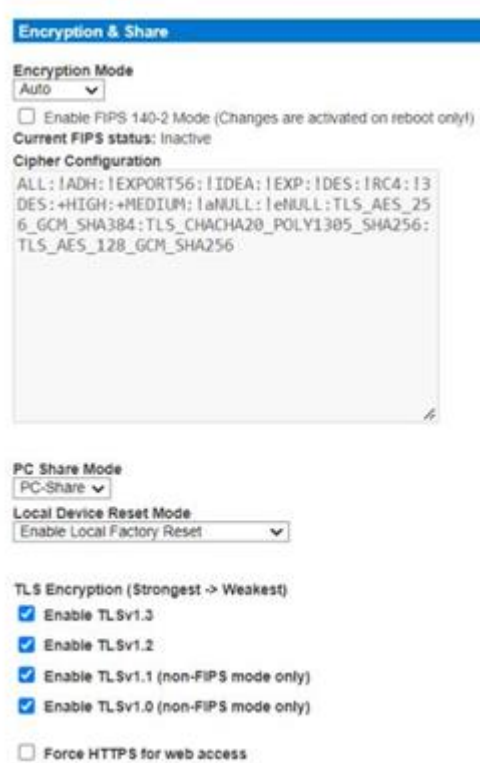 Encryption & Share
Encryption Mode
Auto
Enable FIPS 140-2 Mode (Changes are activated on reboot only!)
Current FIPS status: Inactive
Cipher Configuration
ALL:!ADH:!EXPORT56:!IDEA:!EXP:!DES:!RC4:!3
DES:+HIGH:+MEDIUM:!aNULL:!eNULL:TLS_AES_25
6_GCM_SHA384:TLS_CHACHA20_POLY1305_SHA256:
TLS_AES_128_GCM_SHA256
PC Share Mode
PC-Share
Local Device Reset Mode
Enable Local Factory Reset
TLS Encryption (Strongest -> Weakest)
Enable TLSv1.3
Enable TLSv1.2
Enable TLSv1.1 (non-FIPS mode only)
Enable TLSv1.0 (non-FIPS mode only)
Force HTTPS for web access